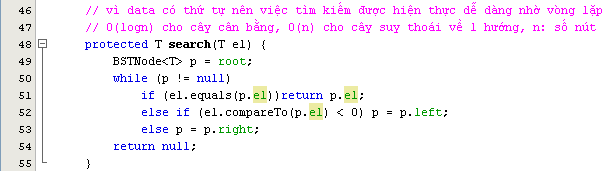 46 // vì data có thứ tự nên việc tìm kiếm được hiện thực dễ dàng nhờ vòng lặp
47 // O(logn) cho cây cân bằng, O(n) cho cây suy thoái về 1 hướng, n: số nút
48 protected T search(T el) {
49 BSTNode<T> p = root;
50 while (p != null)
51 if (el.equals(p.el))return p.el;
52 else if (el.compareTo(p.el) < 0) p = p.left;
53 else p = p.right;
54 return null;
55 }